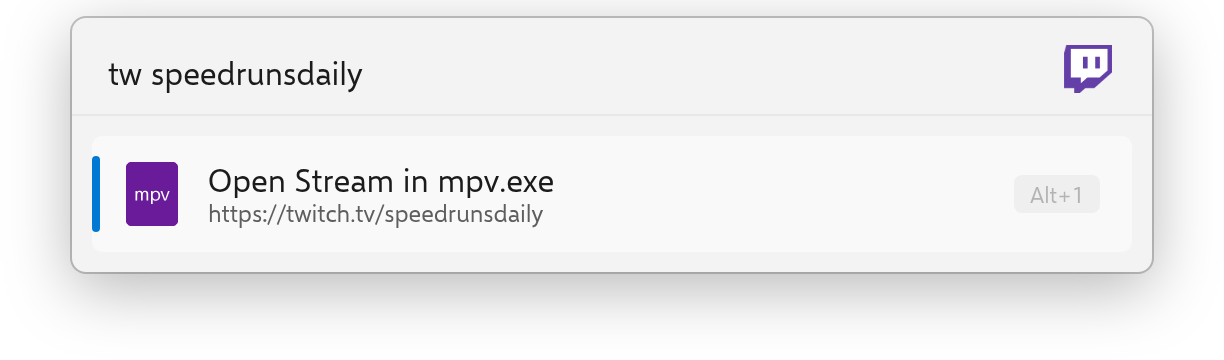 tw speedrunsdaily
mpv
Open Stream in mpv.exe
https://twitch.tv/speedrunsdaily
Alt+1